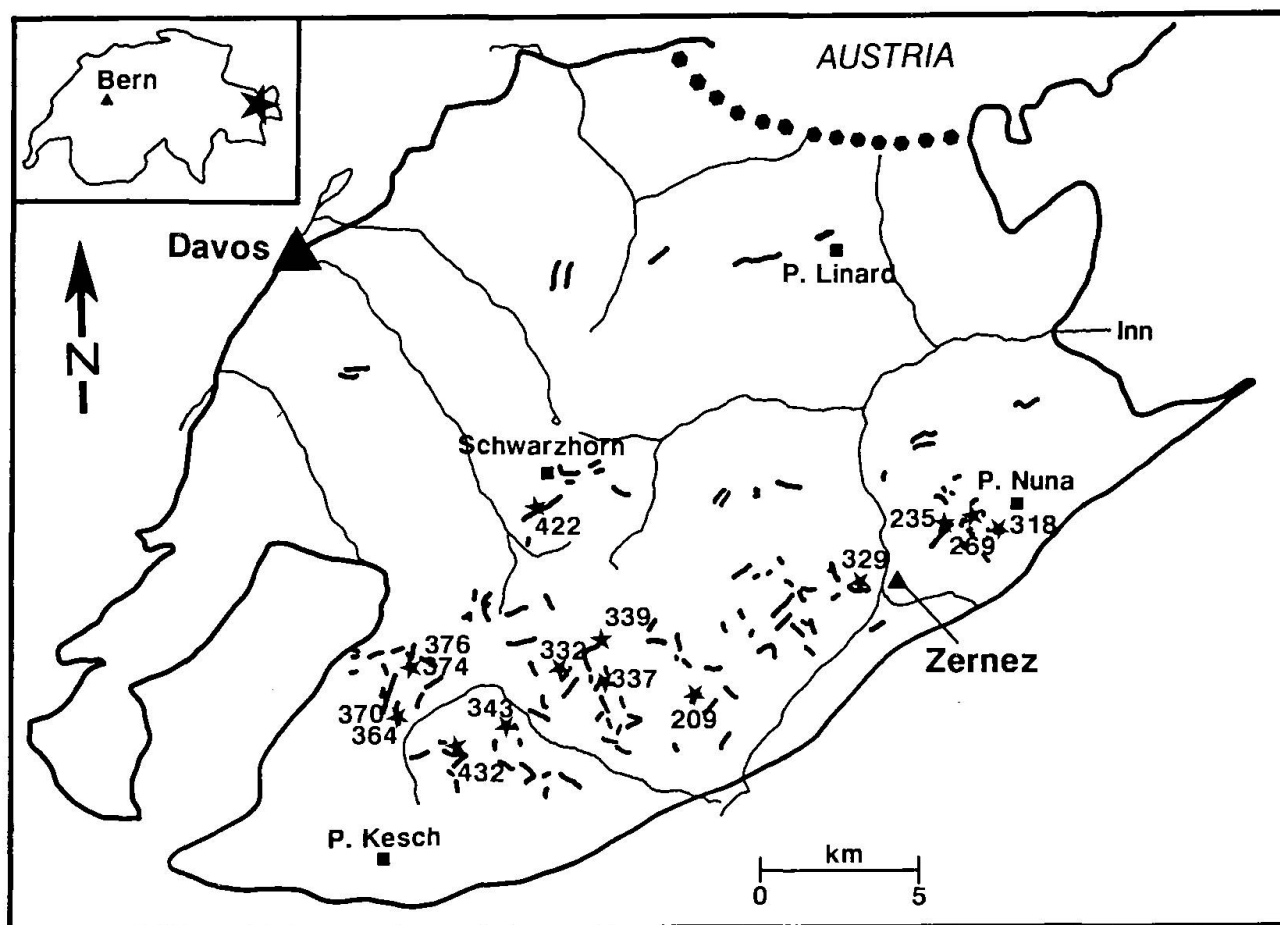 Bern
AUSTRIA
Davos
P. Linard
N
Inn
Schwarzhorn
P. Nuna
422
235
269
318
329
339
376
332
374
337
370
343
209
364
432
Zernez
P. Kesch
km
0 5